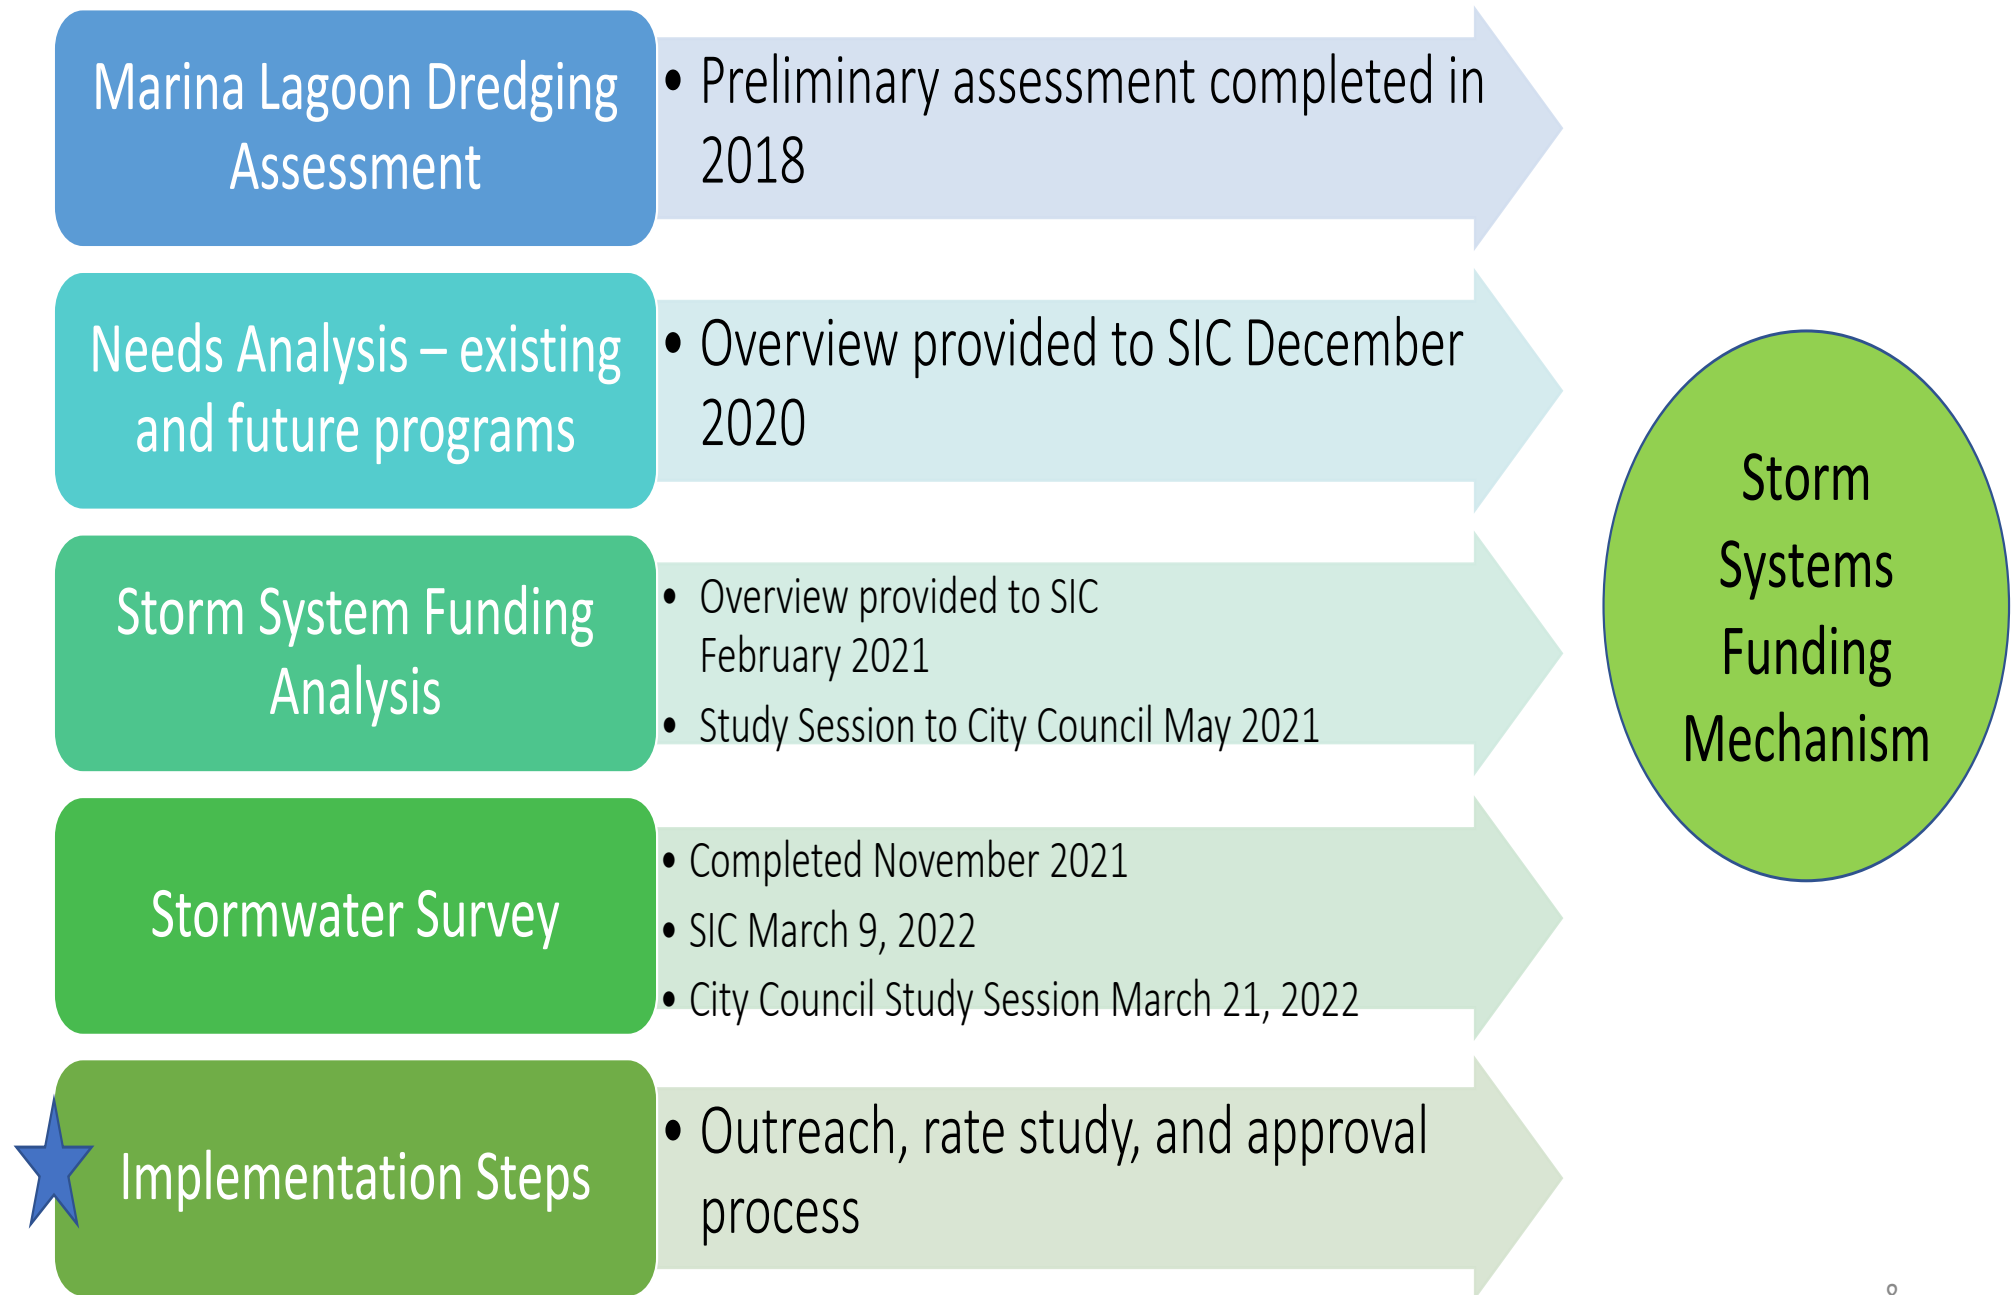 Marina Lagoon Dredging
Assessment
• Preliminary assessment completed in
2018
Needs Analysis – existing
and future programs
• Overview provided to SIC December
2020
Storm System Funding
Analysis
• Overview provided to SIC
February 2021
• Study Session to City Council May 2021
Stormwater Survey
• Completed November 2021
• SIC March 9, 2022
• City Council Study Session March 21, 2022
Implementation Steps
• Outreach, rate study, and approval
process
Storm
Systems
Funding
Mechanism